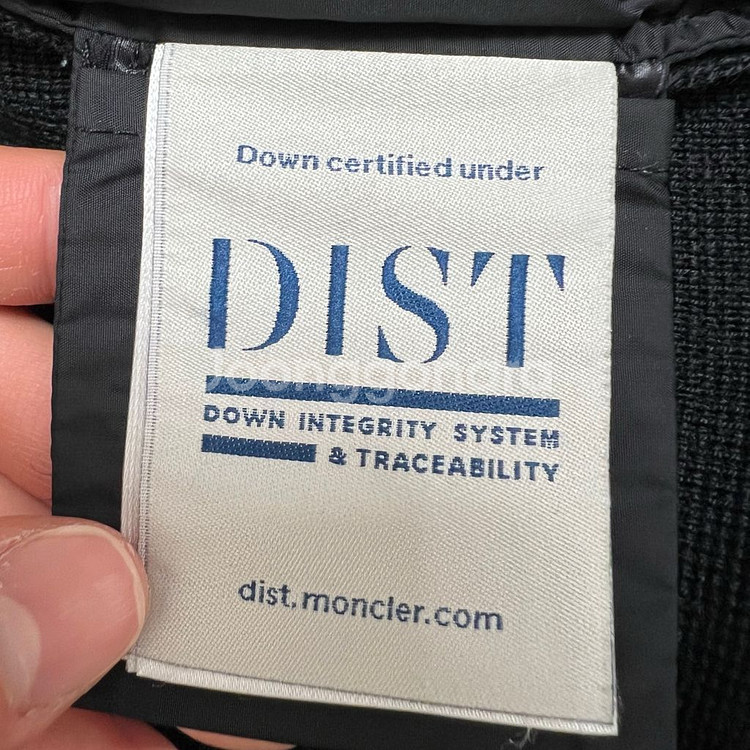 Down certified under
DIST
DOWN INTEGRITY SYSTEM
& TRACEABILITY
dist.moncler.com